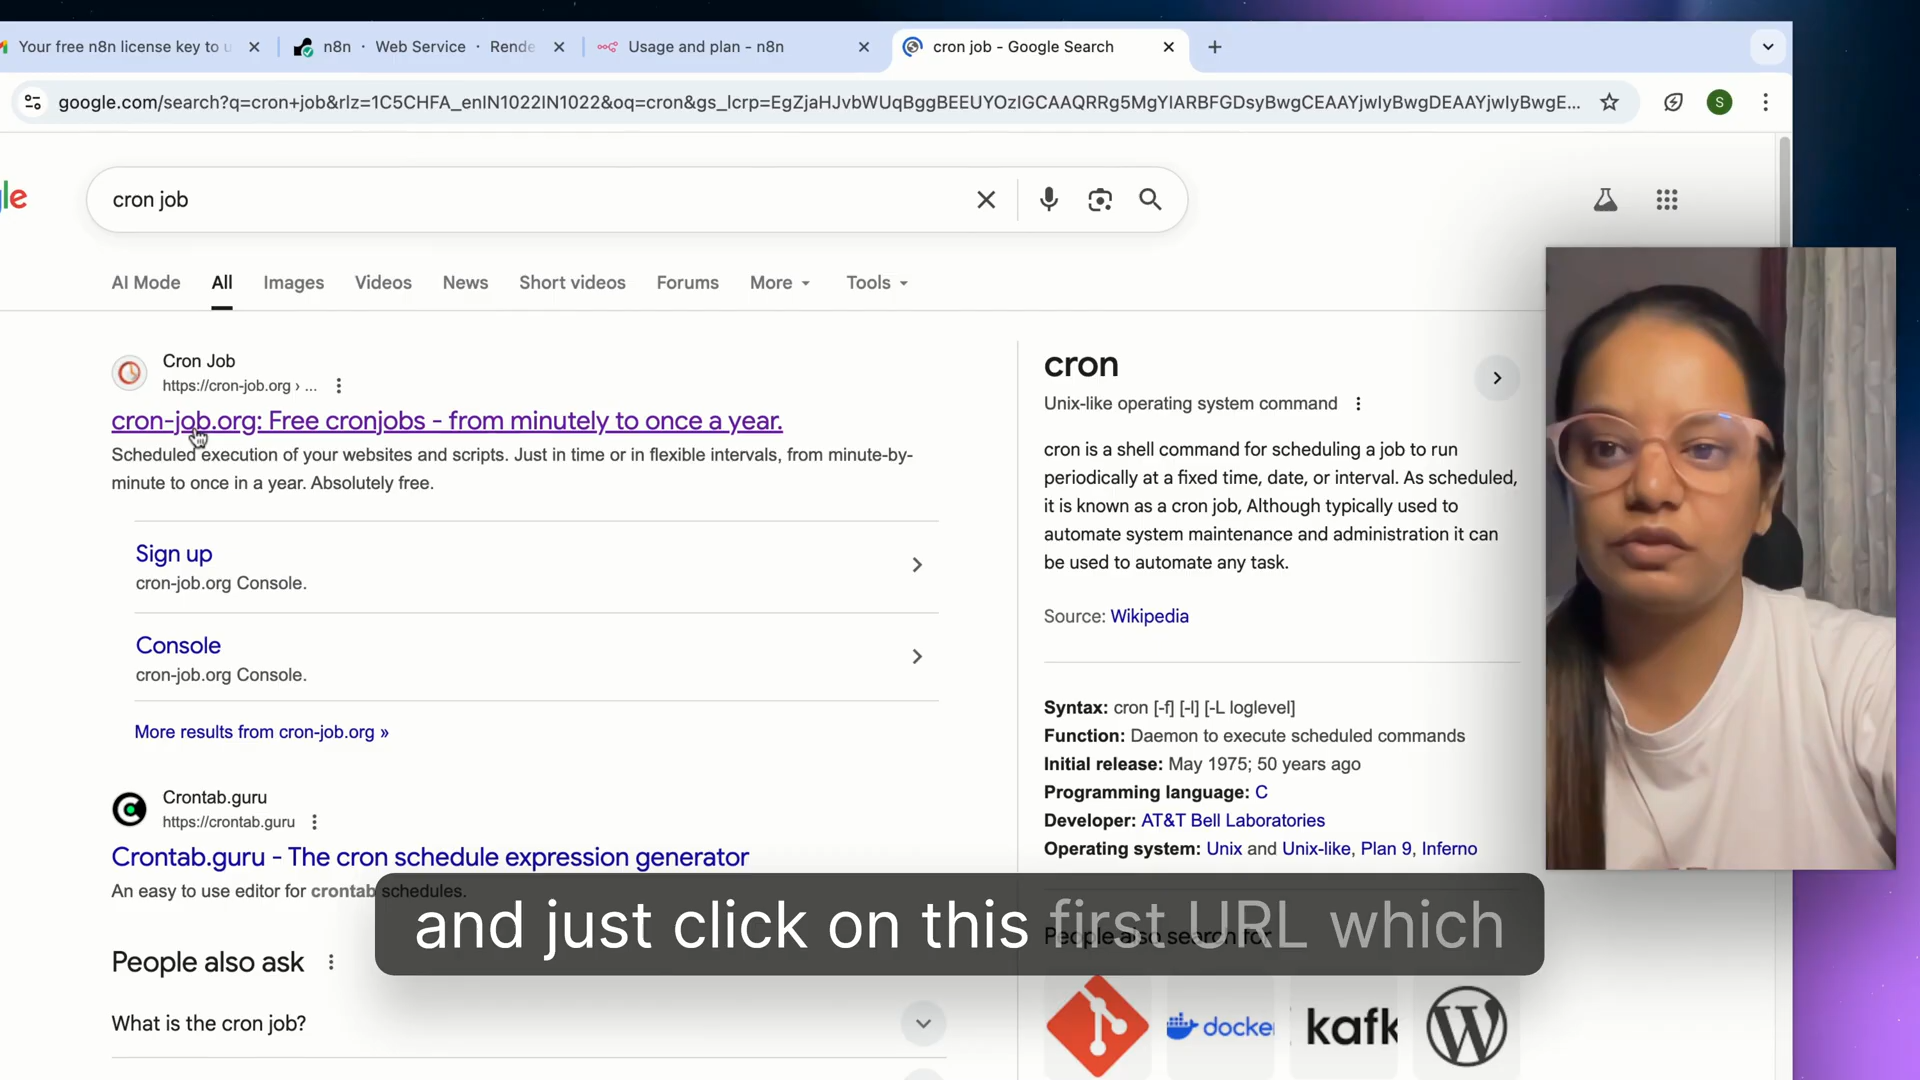 Your free n8n license key to u
n8n · Web Service · Rende
Usage and plan - n8n
cron job - Google Search
google.com/search?q=cron+job&rlz=1C5CHFA_enIN1022IN1022&oq=cron&gs_lcrp=EgZjaHJvbWUqBggBEEUYOzIGCAAQRRg5MgYIARBFGDsyBwgCEAAYjwIyBwgDEAAYjwIyBwgE...
S
le
cron job
AI Mode
All
Images
Videos
News
Short videos
Forums
More
Tools
Cron Job
https://cron-job.org › ...
cron-job.org: Free cronjobs - from minutely to once a year.
Scheduled execution of your websites and scripts. Just in time or in flexible intervals, from minute-by-
minute to once in a year. Absolutely free.
Sign up
cron-job.org Console.
Console
cron-job.org Console.
More results from cron-job.org »
Crontab.guru
https://crontab.guru
Crontab.guru - The cron schedule expression generator
An easy to use editor for crontab schedules.
People also ask
What is the cron job?
cron
Unix-like operating system command
cron is a shell command for scheduling a job to run
periodically at a fixed time, date, or interval. As scheduled,
it is known as a cron job, Although typically used to
automate system maintenance and administration it can
be used to automate any task.
Source: Wikipedia
Syntax: cron [-f] [-l] [-L loglevel]
Function: Daemon to execute scheduled commands
Initial release: May 1975; 50 years ago
Programming language: C
Developer: AT&T Bell Laboratories
Operating system: Unix and Unix-like, Plan 9, Inferno
People also search for
docke
kafk
and just click on this first URL which